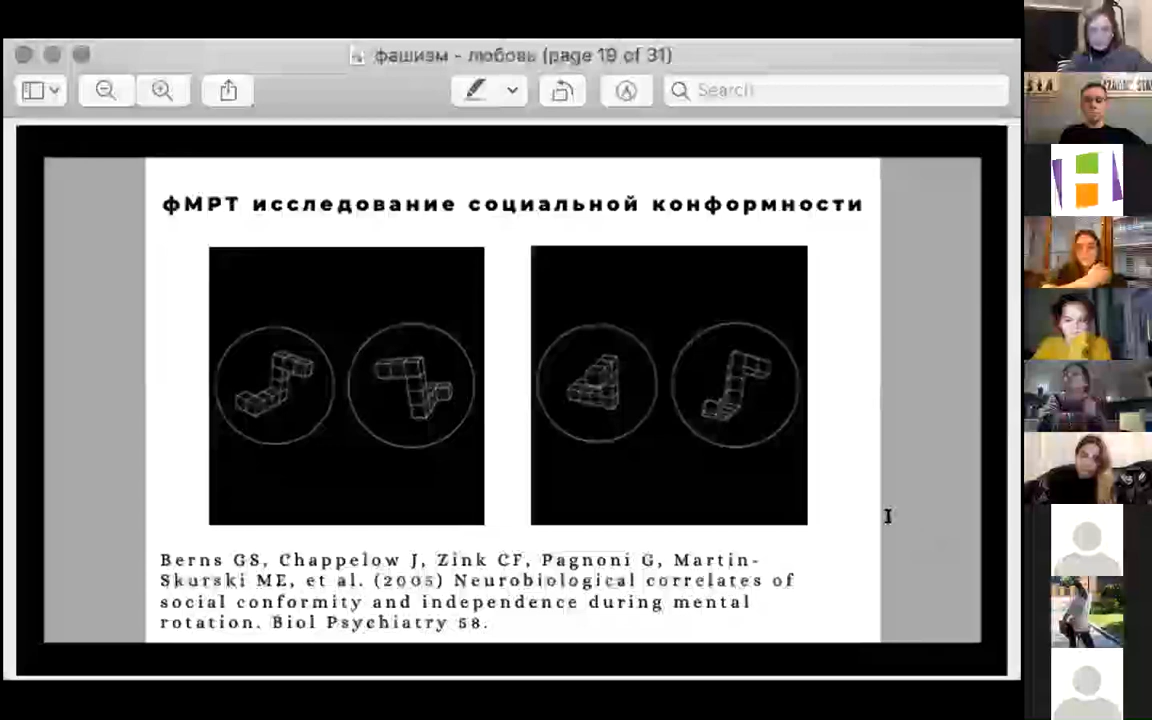 фашизм - любовь (page 19 of 31)
Search
фМРТ исследование социальной конформности
Berns GS, Chappelow J, Zink CF, Pagnoni G, Martin-
Skurski ME, et al. (2005) Neurobiological correlates of
social conformity and independence during mental
rotation. Biol Psychiatry 58.